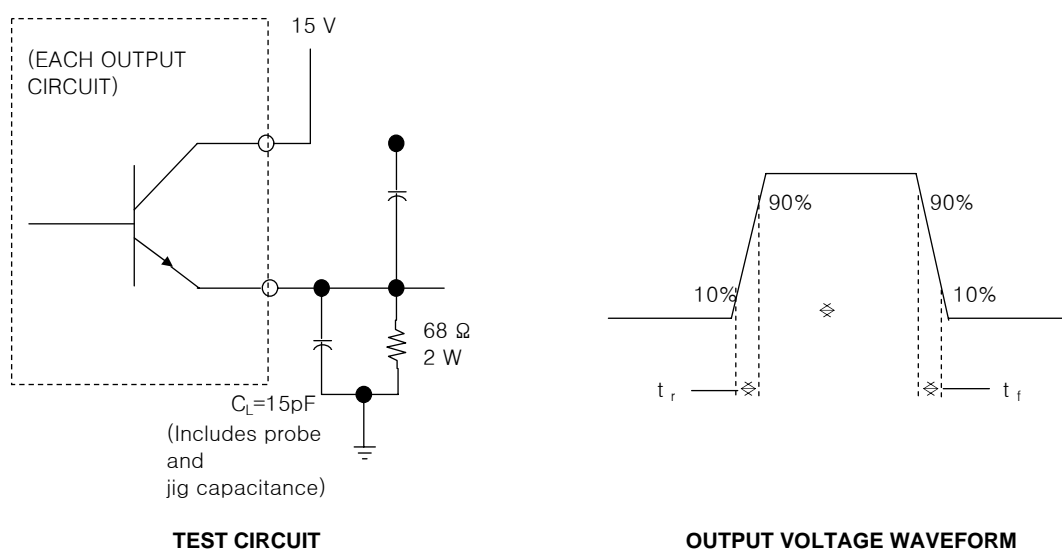 15 V
(EACH OUTPUT
CIRCUIT)
68 Ω
2 W
CL=15pF
(Includes probe
and
jig capacitance)
TEST CIRCUIT
90%
90%
10%
10%
t r
t f
OUTPUT VOLTAGE WAVEFORM